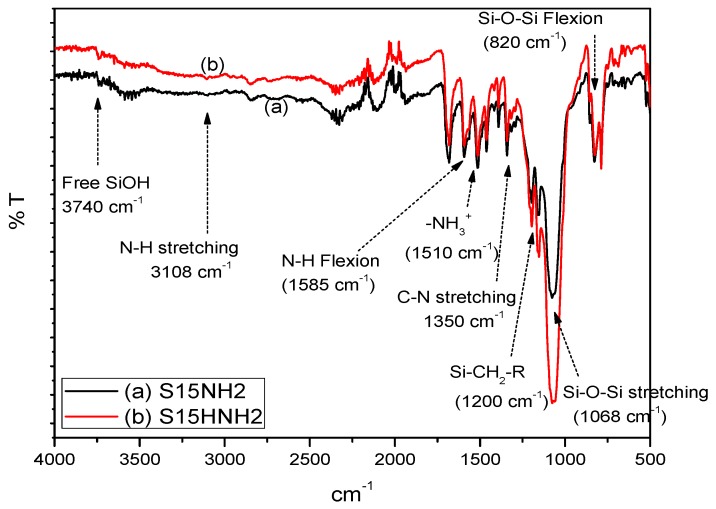 Si-O-Si Flexion
(820 cm⁻¹)
(b)
(a)
Free SiOH
3740 cm⁻¹
N-H stretching
3108 cm⁻¹
N-H Flexion
(1585 cm⁻¹)
-NH₃⁺
(1510 cm⁻¹)
C-N stretching
1350 cm⁻¹
Si-CH₂-R
(1200 cm⁻¹)
Si-O-Si stretching
(1068 cm⁻¹)
% T
(a) S15NH2
(b) S15HNH2
4000 3500 3000 2500 2000 1500 1000 500
cm⁻¹